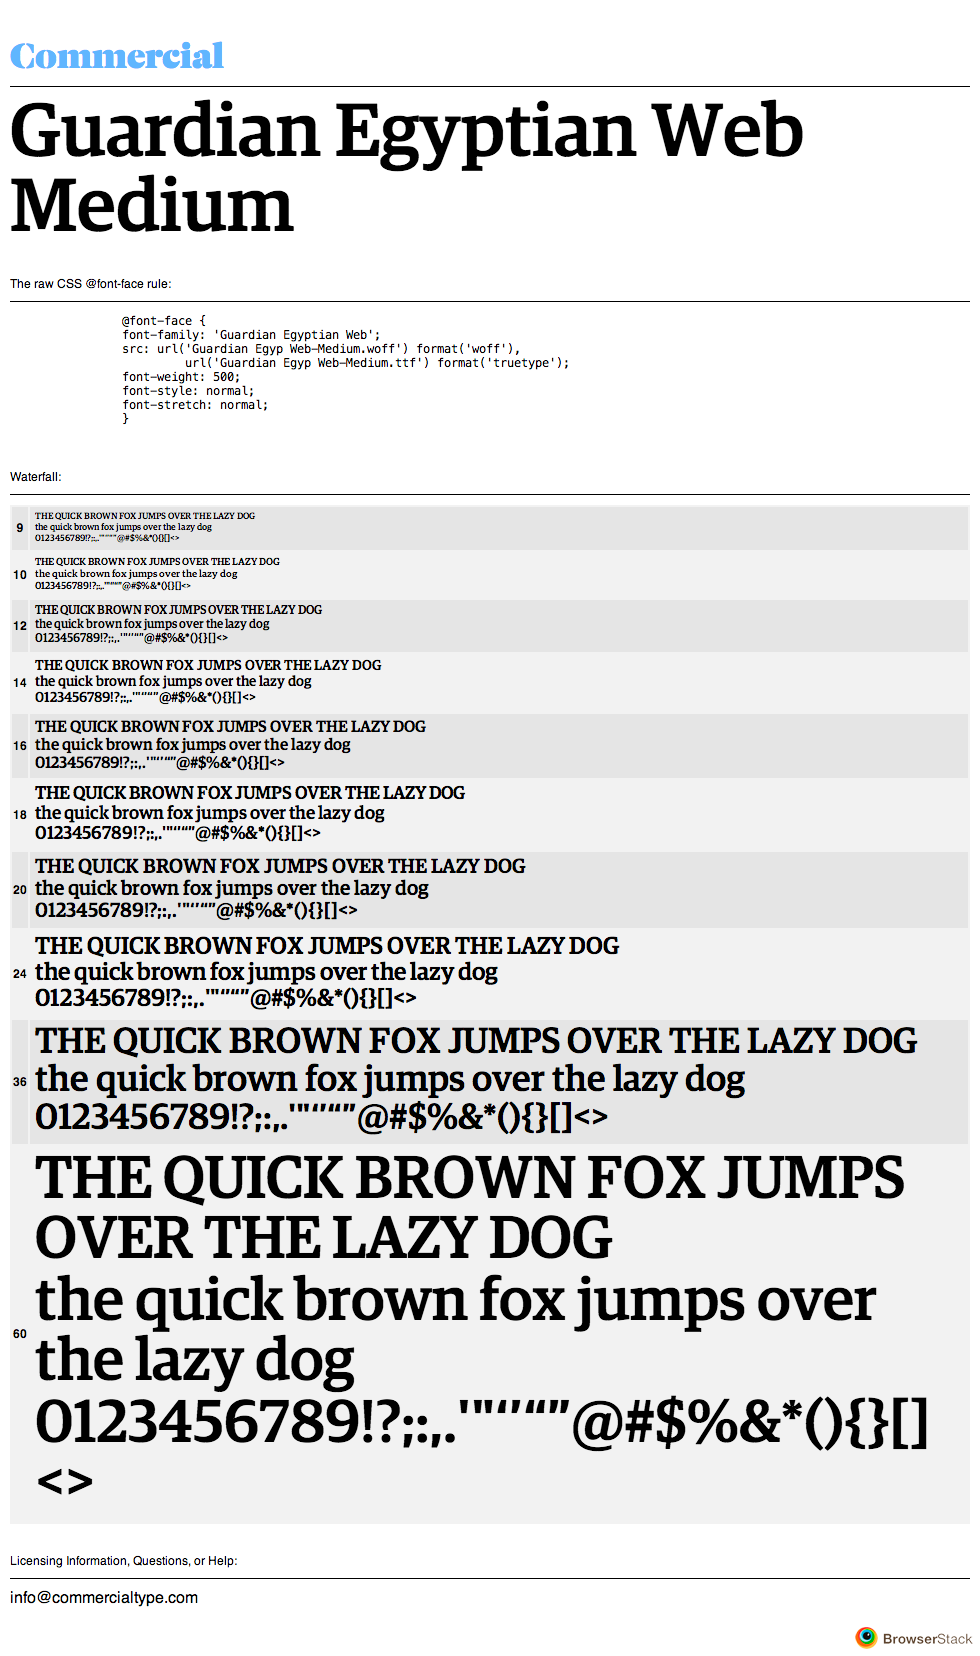 Commercial
Guardian Egyptian Web
Medium
The raw CSS @font-face rule:
@font-face {
font-family: 'Guardian Egyptian Web';
src: url('Guardian Egyp Web-Medium.woff') format('woff'),
url('Guardian Egyp Web-Medium.ttf') format('truetype');
font-weight: 500;
font-style: normal;
font-stretch: normal;
}
Waterfall:
THE QUICK BROWN FOX JUMPS OVER THE LAZY DOG
9 the quick brown fox jumps over the lazy dog
0123456789!?;:,.'"‘’“”@#$%&*(){}[]<>
THE QUICK BROWN FOX JUMPS OVER THE LAZY DOG
10 the quick brown fox jumps over the lazy dog
0123456789!?;:,.'"‘’“”@#$%&*(){}[]<>
THE QUICK BROWN FOX JUMPS OVER THE LAZY DOG
12 the quick brown fox jumps over the lazy dog
0123456789!?;:,.'"‘’“”@#$%&*(){}[]<>
THE QUICK BROWN FOX JUMPS OVER THE LAZY DOG
14 the quick brown fox jumps over the lazy dog
0123456789!?;:,.'"‘’“”@#$%&*(){}[]<>
THE QUICK BROWN FOX JUMPS OVER THE LAZY DOG
16 the quick brown fox jumps over the lazy dog
0123456789!?;:,.'"‘’“”@#$%&*(){}[]<>
THE QUICK BROWN FOX JUMPS OVER THE LAZY DOG
18 the quick brown fox jumps over the lazy dog
0123456789!?;:,.'"‘’“”@#$%&*(){}[]<>
THE QUICK BROWN FOX JUMPS OVER THE LAZY DOG
20 the quick brown fox jumps over the lazy dog
0123456789!?;:,.'"‘’“”@#$%&*(){}[]<>
THE QUICK BROWN FOX JUMPS OVER THE LAZY DOG
24 the quick brown fox jumps over the lazy dog
0123456789!?;:,.'"‘’“”@#$%&*(){}[]<>
THE QUICK BROWN FOX JUMPS OVER THE LAZY DOG
36 the quick brown fox jumps over the lazy dog
0123456789!?;:,.'"‘’“”@#$%&*(){}[]<>
THE QUICK BROWN FOX JUMPS
OVER THE LAZY DOG
the quick brown fox jumps over
60 the lazy dog
0123456789!?;:,.'"‘’“”@#$%&*(){}[]
<>
Licensing Information, Questions, or Help:
info@commercialtype.com
BrowserStack